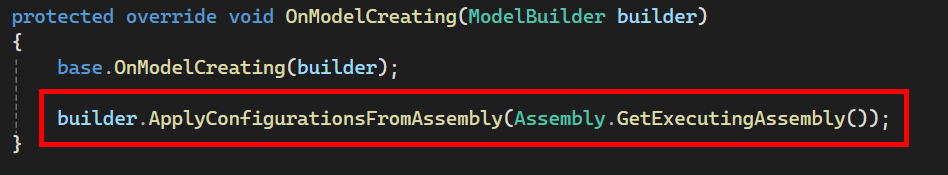 protected override void OnModelCreating(ModelBuilder builder)
{
base.OnModelCreating(builder);
builder.ApplyConfigurationsFromAssembly(Assembly.GetExecutingAssembly());
}